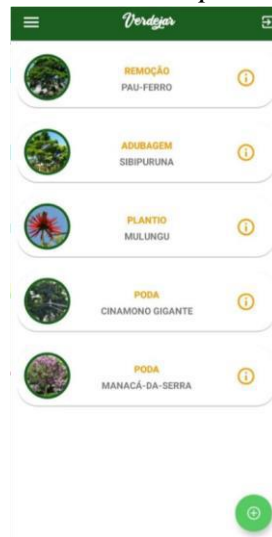 Verdejar
REMOÇÃO
PAU-FERRO
ADUBAGEM
SIBIPURUNA
PLANTIO
MULUNGU
PODA
CINAMONO GIGANTE
PODA
MANACÁ-DA-SERRA